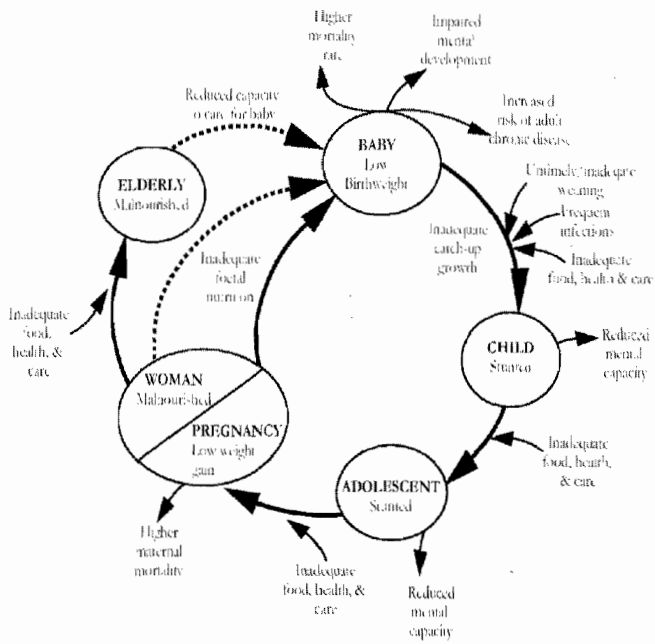 Higher
mortality
rate
Impaired
mental
development
Increased
risk of adult
chronic disease
Reduced capacity
to care for baby
BABY
Low
Birthweight
ELDERLY
Malnourished
Untimely/inadequate
weaning
Frequent
infections
Inadequate
food, health & care
Inadequate
catch-up
growth
Inadequate
foetal
nutrition
Inadequate
food,
health, &
care
CHILD
Stunted
Reduced
mental
capacity
WOMAN
Malnourished
PREGNANCY
Low weight
gain
Inadequate
food, health,
& care
ADOLESCENT
Stunted
Higher
maternal
mortality
Inadequate
food, health, &
care
Reduced
mental
capacity